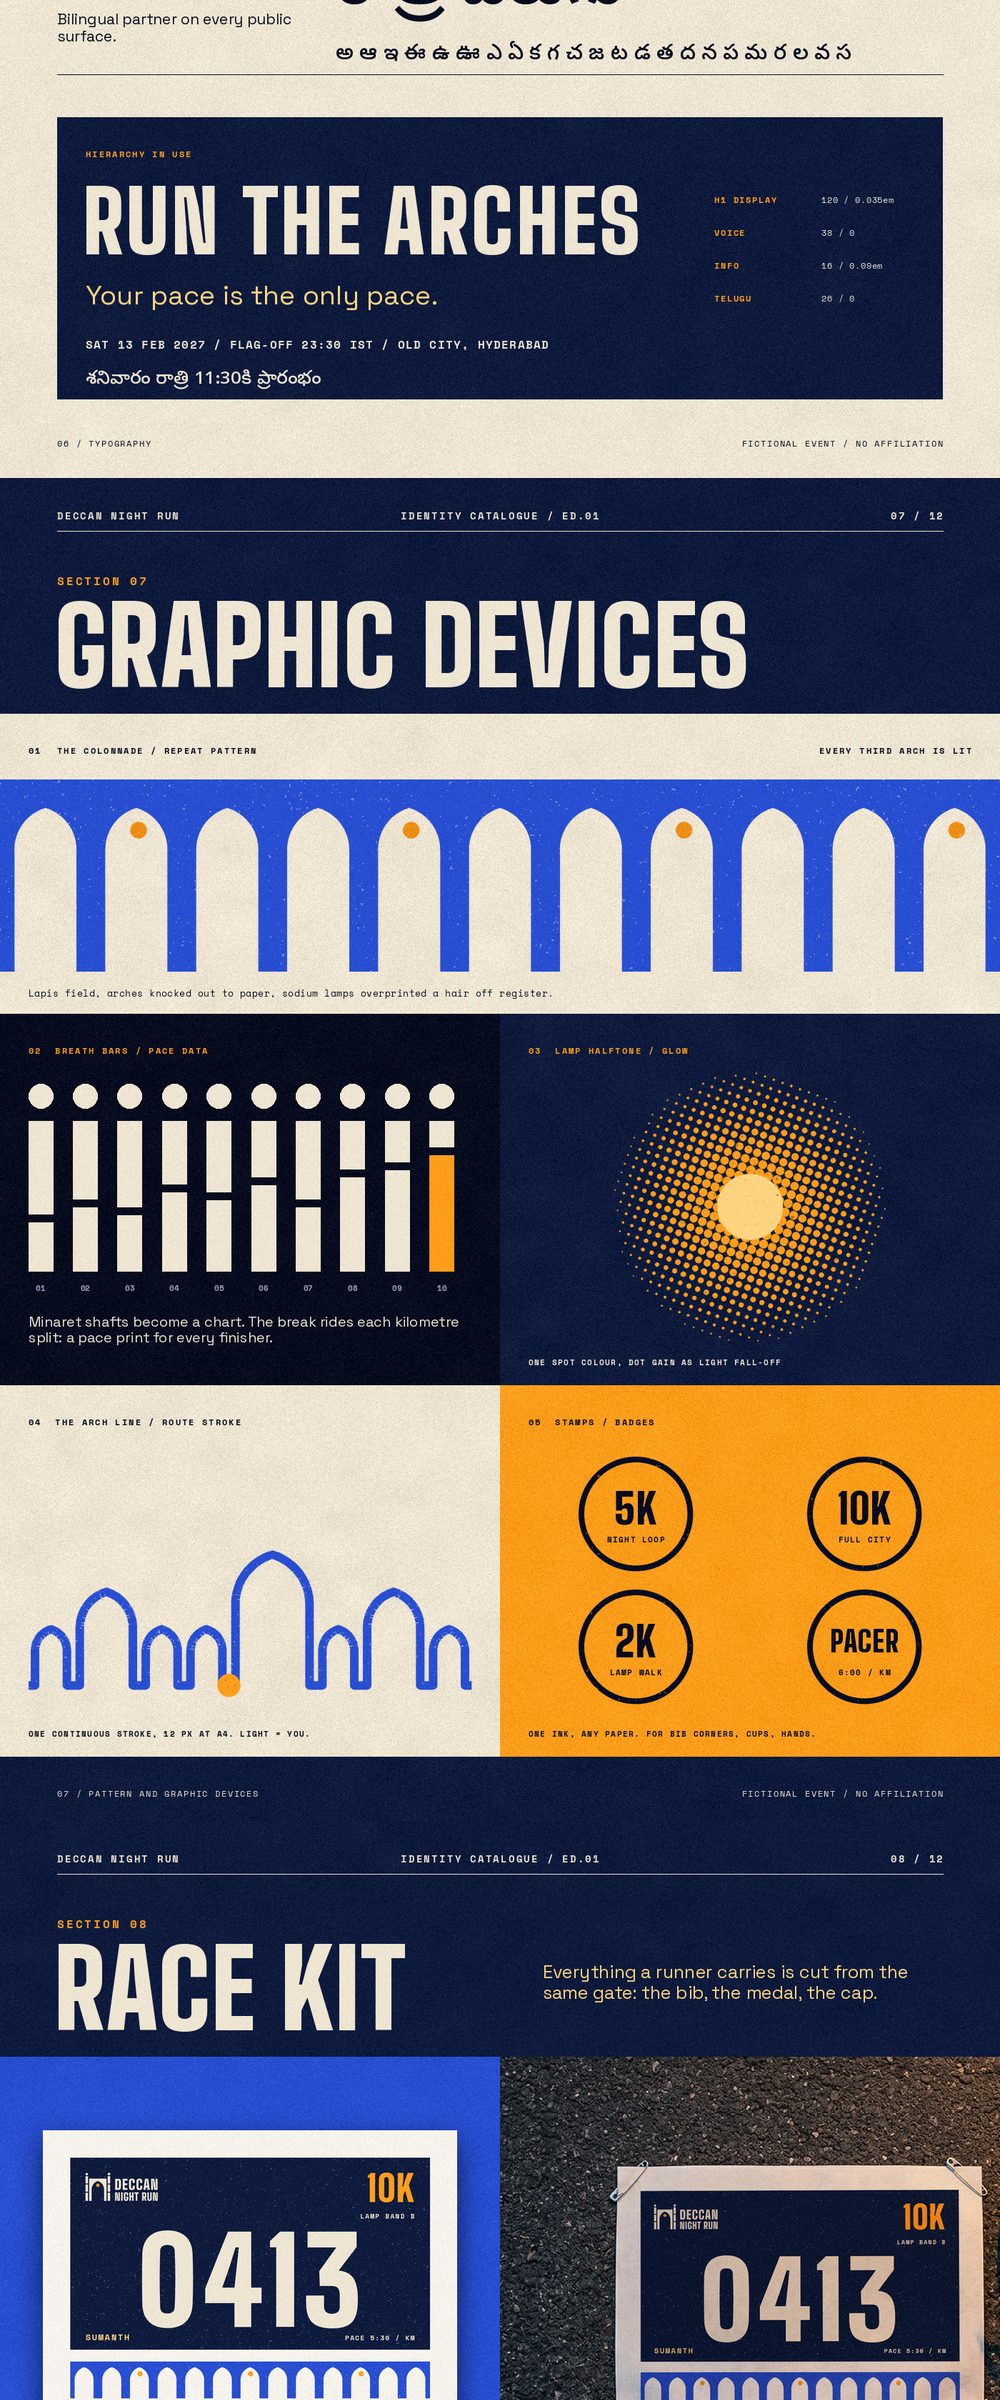 Bilingual partner on every public
surface.
అ ఆ ఇ ఈ ఉ ఊ ఎ ఏ క గ చ జ ట డ త ద న ప మ ర ల వ స
HIERARCHY IN USE
RUN THE ARCHES
Your pace is the only pace.
SAT 13 FEB 2027 / FLAG-OFF 23:30 IST / OLD CITY, HYDERABAD
శనివారం రాత్రి 11:30కి ప్రారంభం
H1 DISPLAY 120 / 0.035em
VOICE 38 / 0
INFO 16 / 0.09em
TELUGU 26 / 0
06 / TYPOGRAPHY
FICTIONAL EVENT / NO AFFILIATION
DECCAN NIGHT RUN
IDENTITY CATALOGUE / ED.01
07 / 12
SECTION 07
GRAPHIC DEVICES
01 THE COLONNADE / REPEAT PATTERN
EVERY THIRD ARCH IS LIT
Lapis field, arches knocked out to paper, sodium lamps overprinted a hair off register.
02 BREATH BARS / PACE DATA
01 02 03 04 05 06 07 08 09 10
Minaret shafts become a chart. The break rides each kilometre
split: a pace print for every finisher.
03 LAMP HALFTONE / GLOW
ONE SPOT COLOUR, DOT GAIN AS LIGHT FALL-OFF
04 THE ARCH LINE / ROUTE STROKE
ONE CONTINUOUS STROKE, 12 PX AT A4. LIGHT = YOU.
05 STAMPS / BADGES
5K
NIGHT LOOP
10K
FULL CITY
2K
LAMP WALK
PACER
6:00 / KM
ONE INK, ANY PAPER. FOR BIB CORNERS, CUPS, HANDS.
07 / PATTERN AND GRAPHIC DEVICES
FICTIONAL EVENT / NO AFFILIATION
DECCAN NIGHT RUN
IDENTITY CATALOGUE / ED.01
08 / 12
SECTION 08
RACE KIT
Everything a runner carries is cut from the
same gate: the bib, the medal, the cap.
DECCAN
NIGHT RUN
10K
LAMP BAND B
0413
SUMANTH
PACE 5:30 / KM
DECCAN
NIGHT RUN
10K
LAMP BAND B
0413
SUMANTH
PACE 5:30 / KM